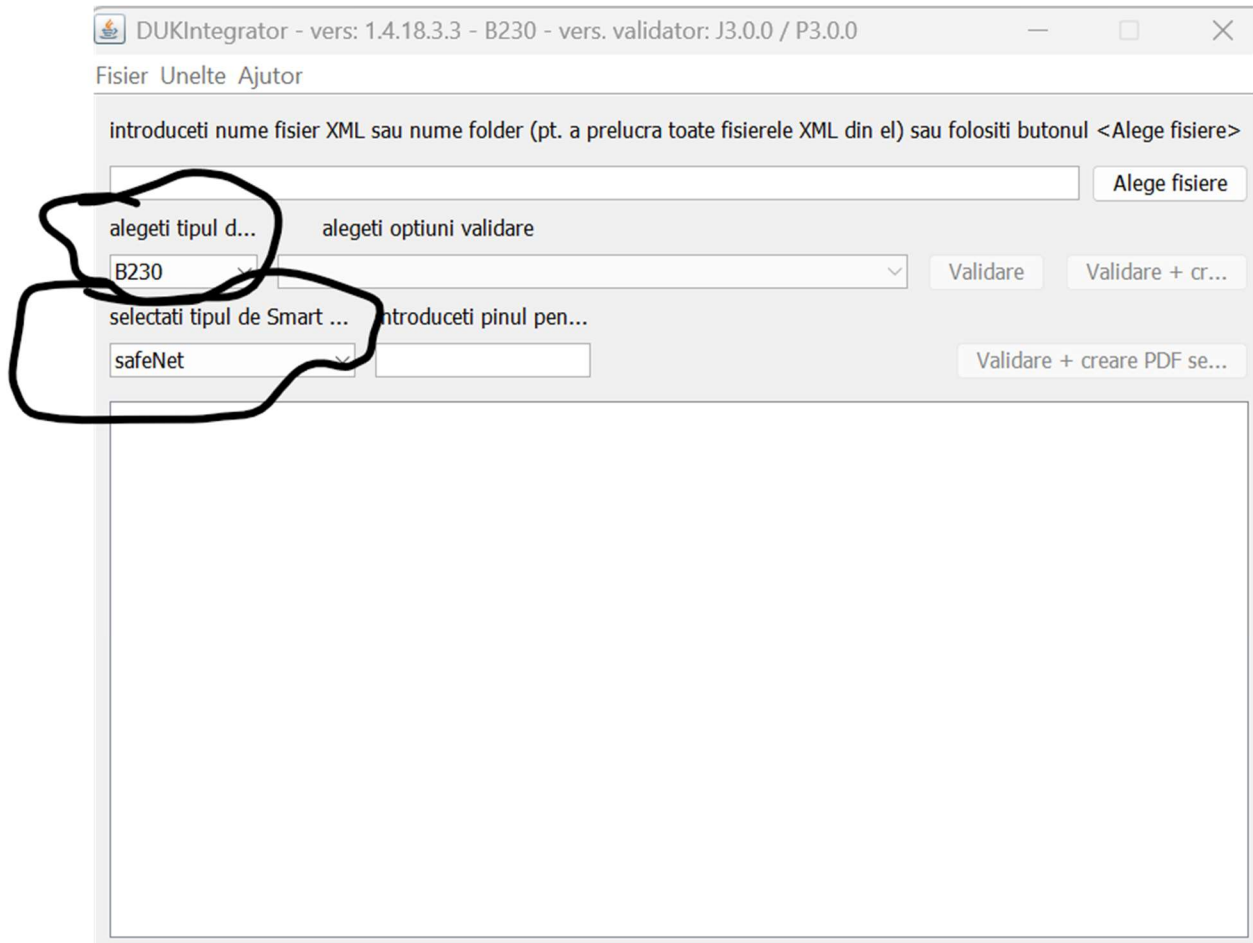 DUKIntegrator - vers: 1.4.18.3.3 - B230 - vers. validator: J3.0.0 / P3.0.0
Fisier Unelte Ajutor
introduceti nume fisier XML sau nume folder (pt. a prelucra toate fisierele XML din el) sau folositi butonul <Alege fisiere>
Alege fisiere
alegeti tipul d... alegeti optiuni validare
B230 Validare Validare + cr...
selectati tipul de Smart ... introduceti pinul pen...
safeNet Validare + creare PDF se...